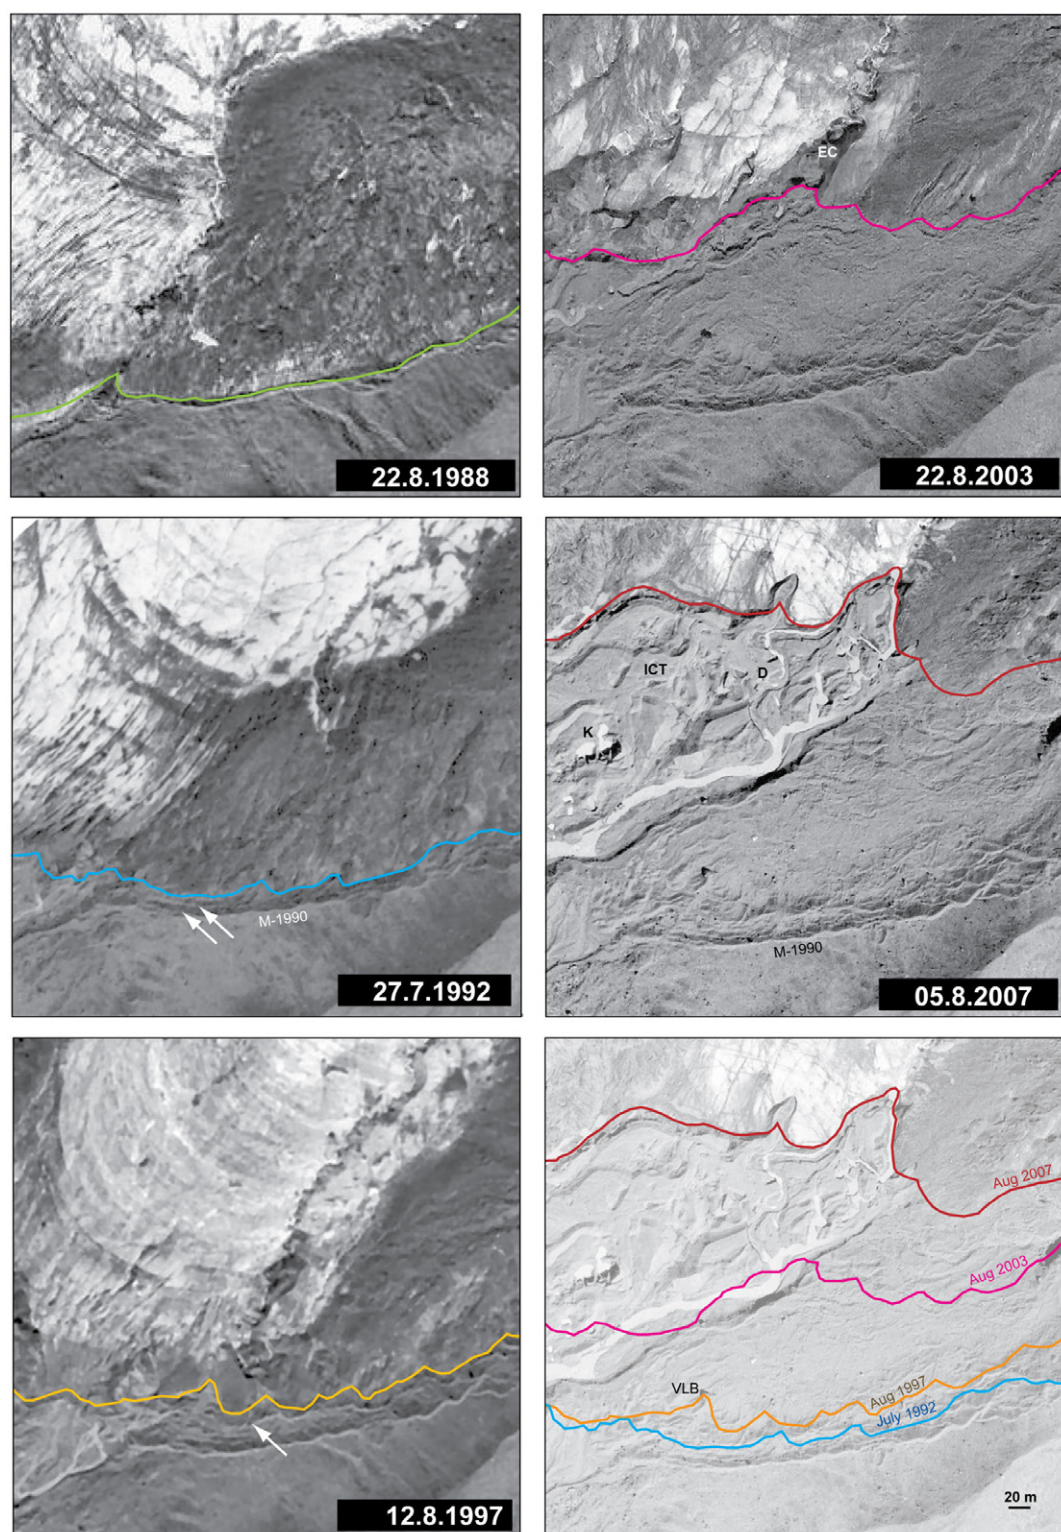 22.8.1988
EC
22.8.2003
M-1990
27.7.1992
ICT
D
K
M-1990
05.8.2007
12.8.1997
Aug 2007
Aug 2003
VLB
Aug 1997
July 1992
20 m